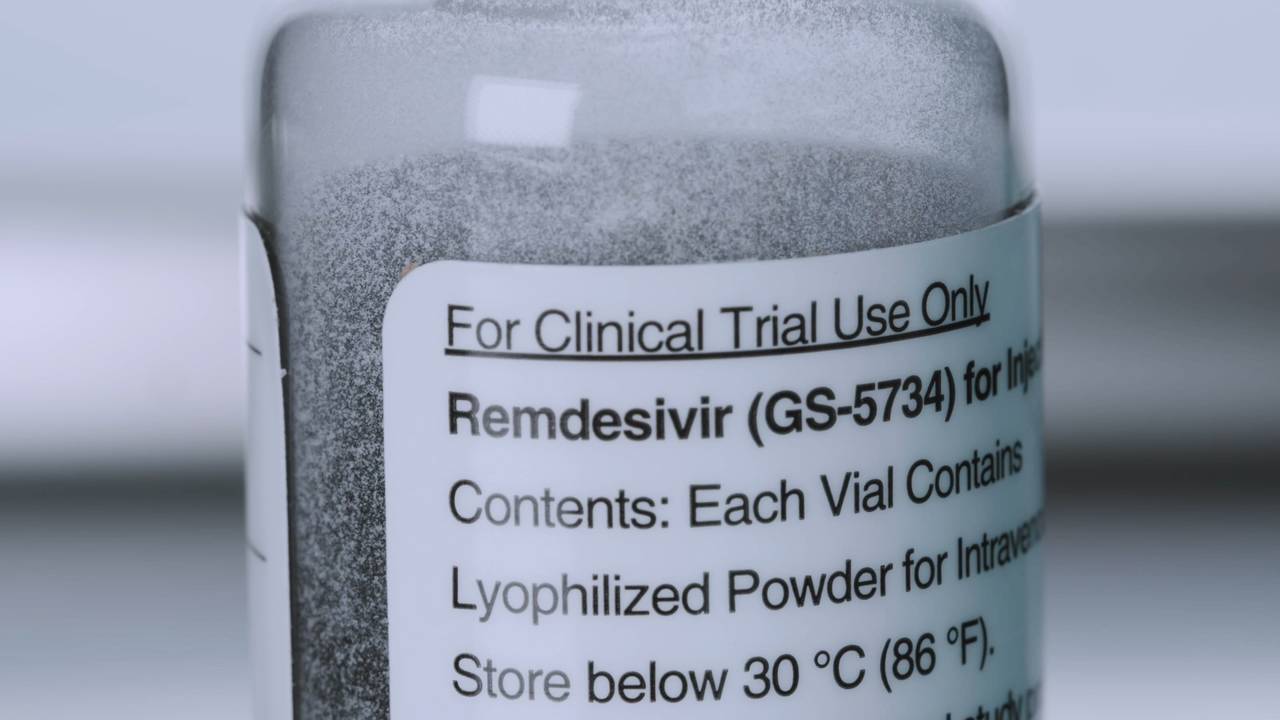 For Clinical Trial Use Only
Remdesivir (GS-5734) for
Contents: Each Vial Contains
Lyophilized Powder for
Store below 30 °C (86 °F).
study